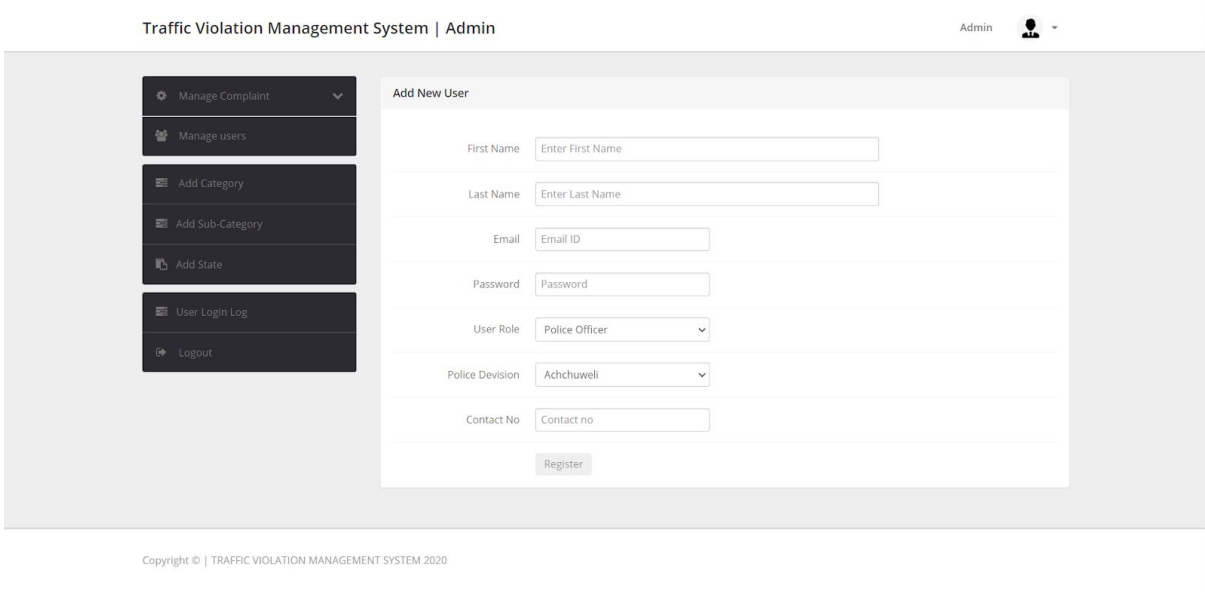 Traffic Violation Management System | Admin
Admin
Manage Complaint
Manage users
Add Category
Add Sub-Category
Add State
User Login Log
Logout
Add New User
First Name Enter First Name
Last Name Enter Last Name
Email Email ID
Password Password
User Role Police Officer
Police Devision Achchuweli
Contact No Contact no
Register
Copyright © | TRAFFIC VIOLATION MANAGEMENT SYSTEM 2020